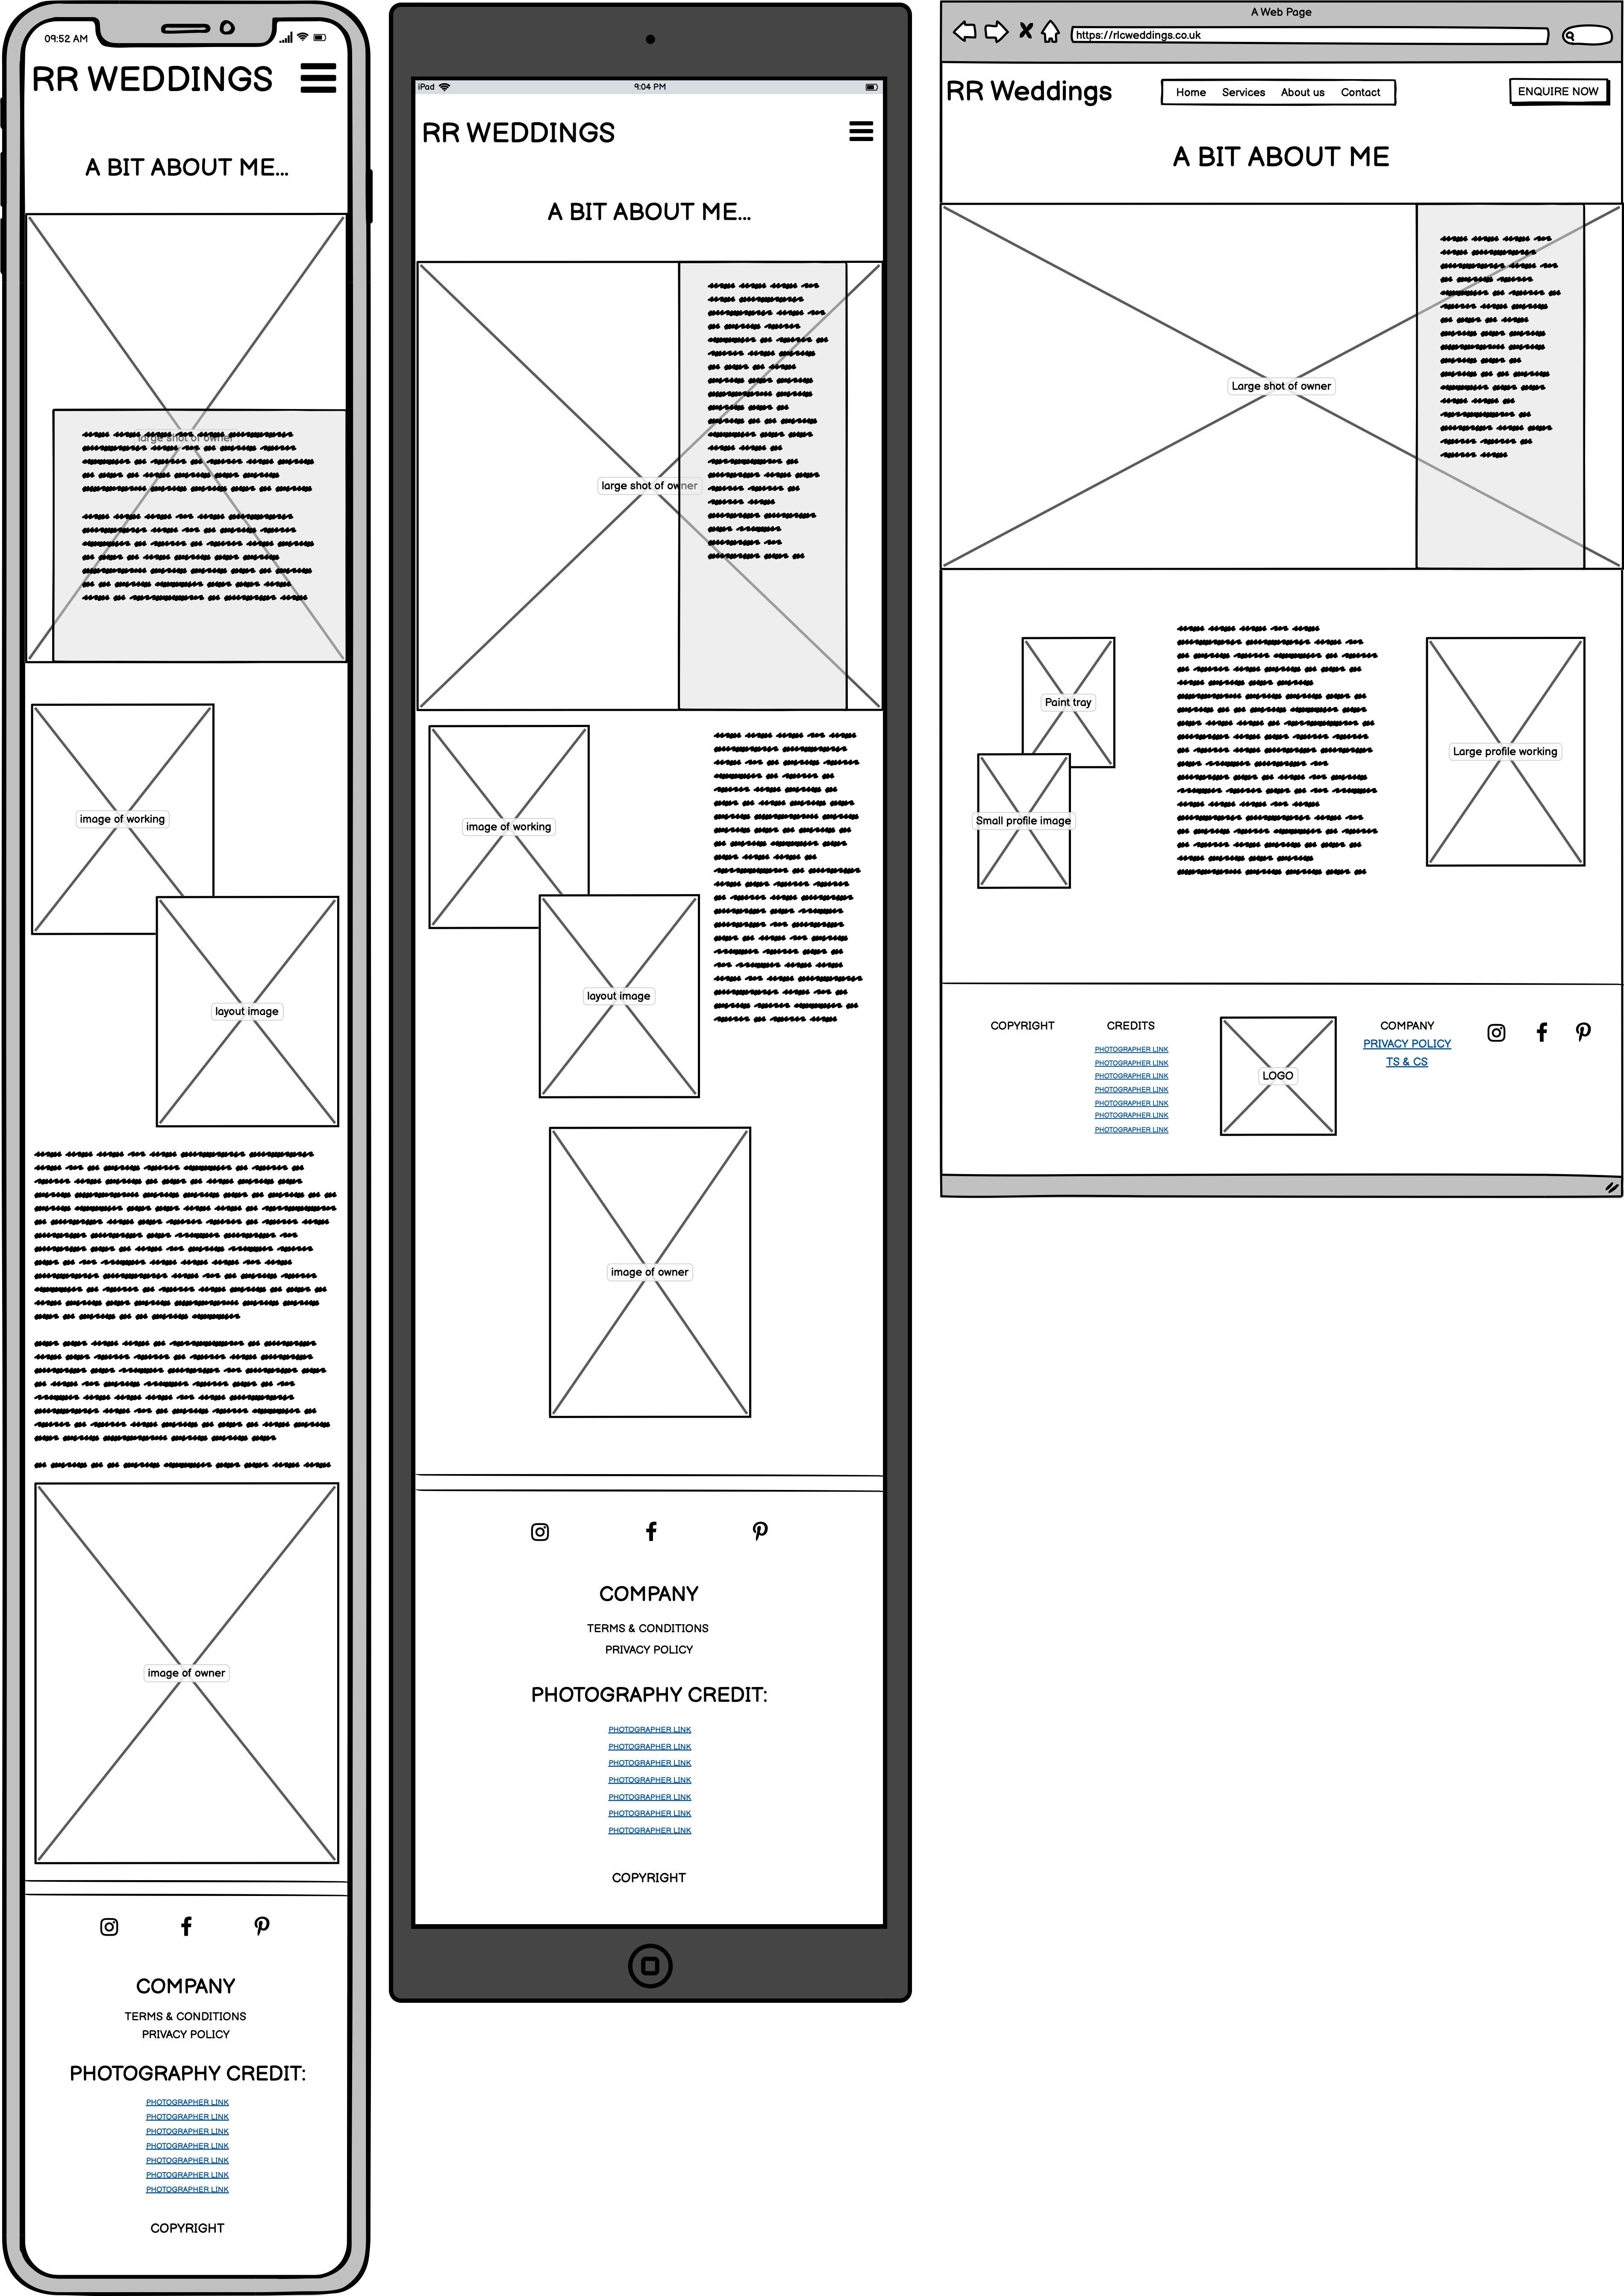 09:52 AM
RR WEDDINGS
A BIT ABOUT ME...
large shot of owner
image of working
layout image
image of owner
COMPANY
TERMS & CONDITIONS
PRIVACY POLICY
PHOTOGRAPHY CREDIT:
PHOTOGRAPHER LINK
PHOTOGRAPHER LINK
PHOTOGRAPHER LINK
PHOTOGRAPHER LINK
PHOTOGRAPHER LINK
PHOTOGRAPHER LINK
PHOTOGRAPHER LINK
COPYRIGHT
iPad
9:04 PM
RR WEDDINGS
A BIT ABOUT ME...
large shot of owner
image of working
layout image
image of owner
COMPANY
TERMS & CONDITIONS
PRIVACY POLICY
PHOTOGRAPHY CREDIT:
PHOTOGRAPHER LINK
PHOTOGRAPHER LINK
PHOTOGRAPHER LINK
PHOTOGRAPHER LINK
PHOTOGRAPHER LINK
PHOTOGRAPHER LINK
PHOTOGRAPHER LINK
COPYRIGHT
A Web Page
https://rlcweddings.co.uk
RR Weddings
Home Services About us Contact
ENQUIRE NOW
A BIT ABOUT ME
Large shot of owner
Paint tray
Small profile image
Large profile working
COPYRIGHT
CREDITS
PHOTOGRAPHER LINK
PHOTOGRAPHER LINK
PHOTOGRAPHER LINK
PHOTOGRAPHER LINK
PHOTOGRAPHER LINK
PHOTOGRAPHER LINK
PHOTOGRAPHER LINK
LOGO
COMPANY
PRIVACY POLICY
TS & CS